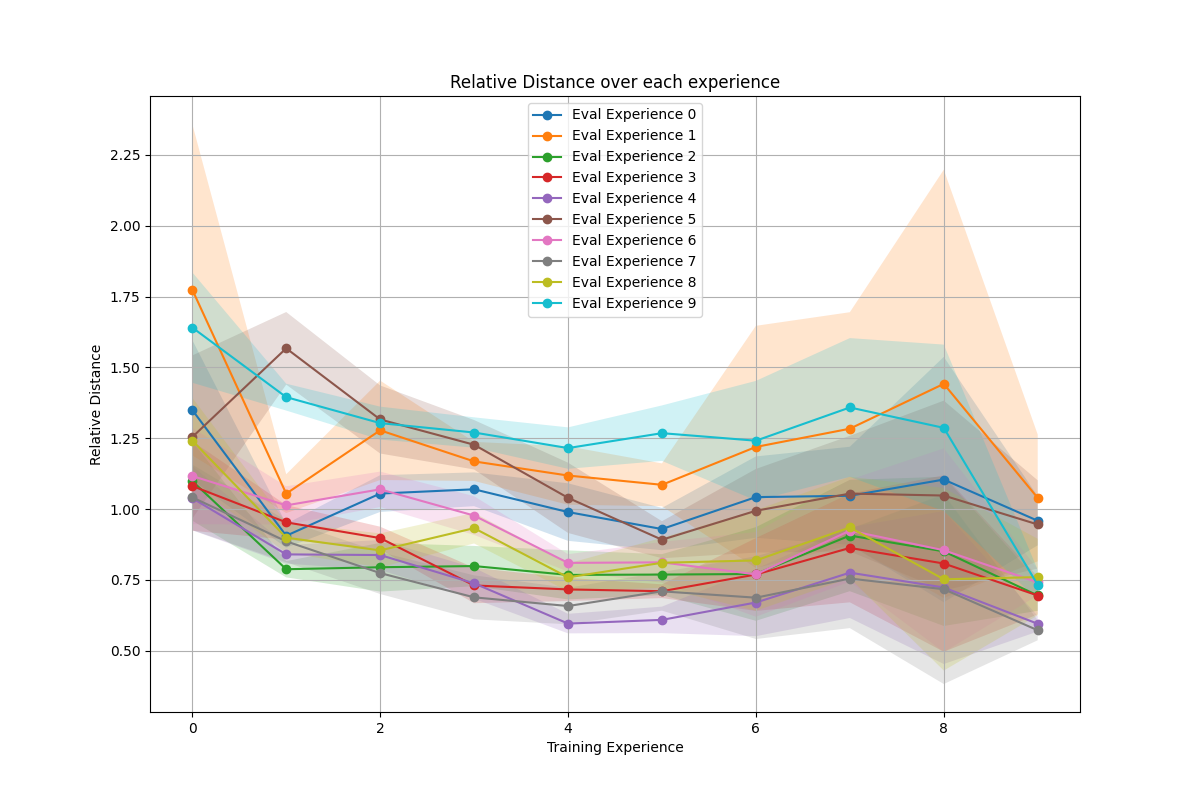 Relative Distance over each experience
Eval Experience 0
Eval Experience 1
Eval Experience 2
Eval Experience 3
Eval Experience 4
Eval Experience 5
Eval Experience 6
Eval Experience 7
Eval Experience 8
Eval Experience 9
Relative Distance
2.25
2.00
1.75
1.50
1.25
1.00
0.75
0.50
0 2 4 6 8
Training Experience